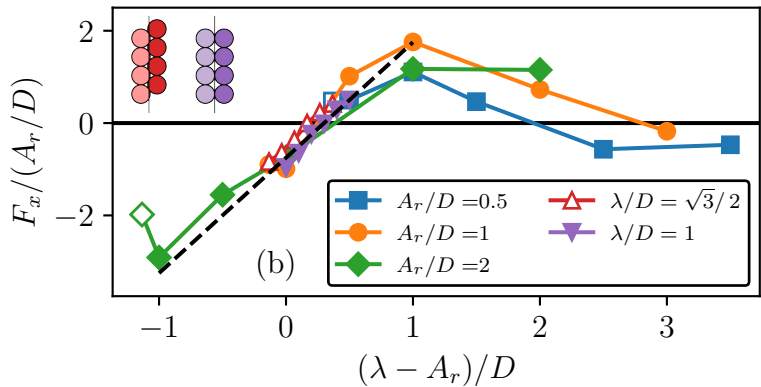 2
0
−2
F_x/(A_r/D)
(b)
A_r/D =0.5
A_r/D =1
A_r/D =2
λ/D = √3/2
λ/D = 1
−1 0 1 2 3
(λ − A_r)/D